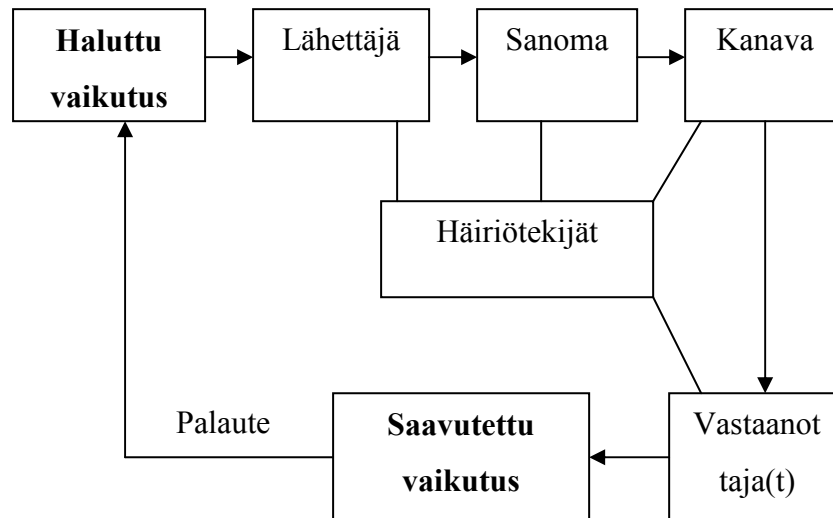 Haluttu
vaikutus
Lähettäjä
Sanoma
Kanava
Häiriötekijät
Palaute
Saavutettu
vaikutus
Vastaanot
taja(t)